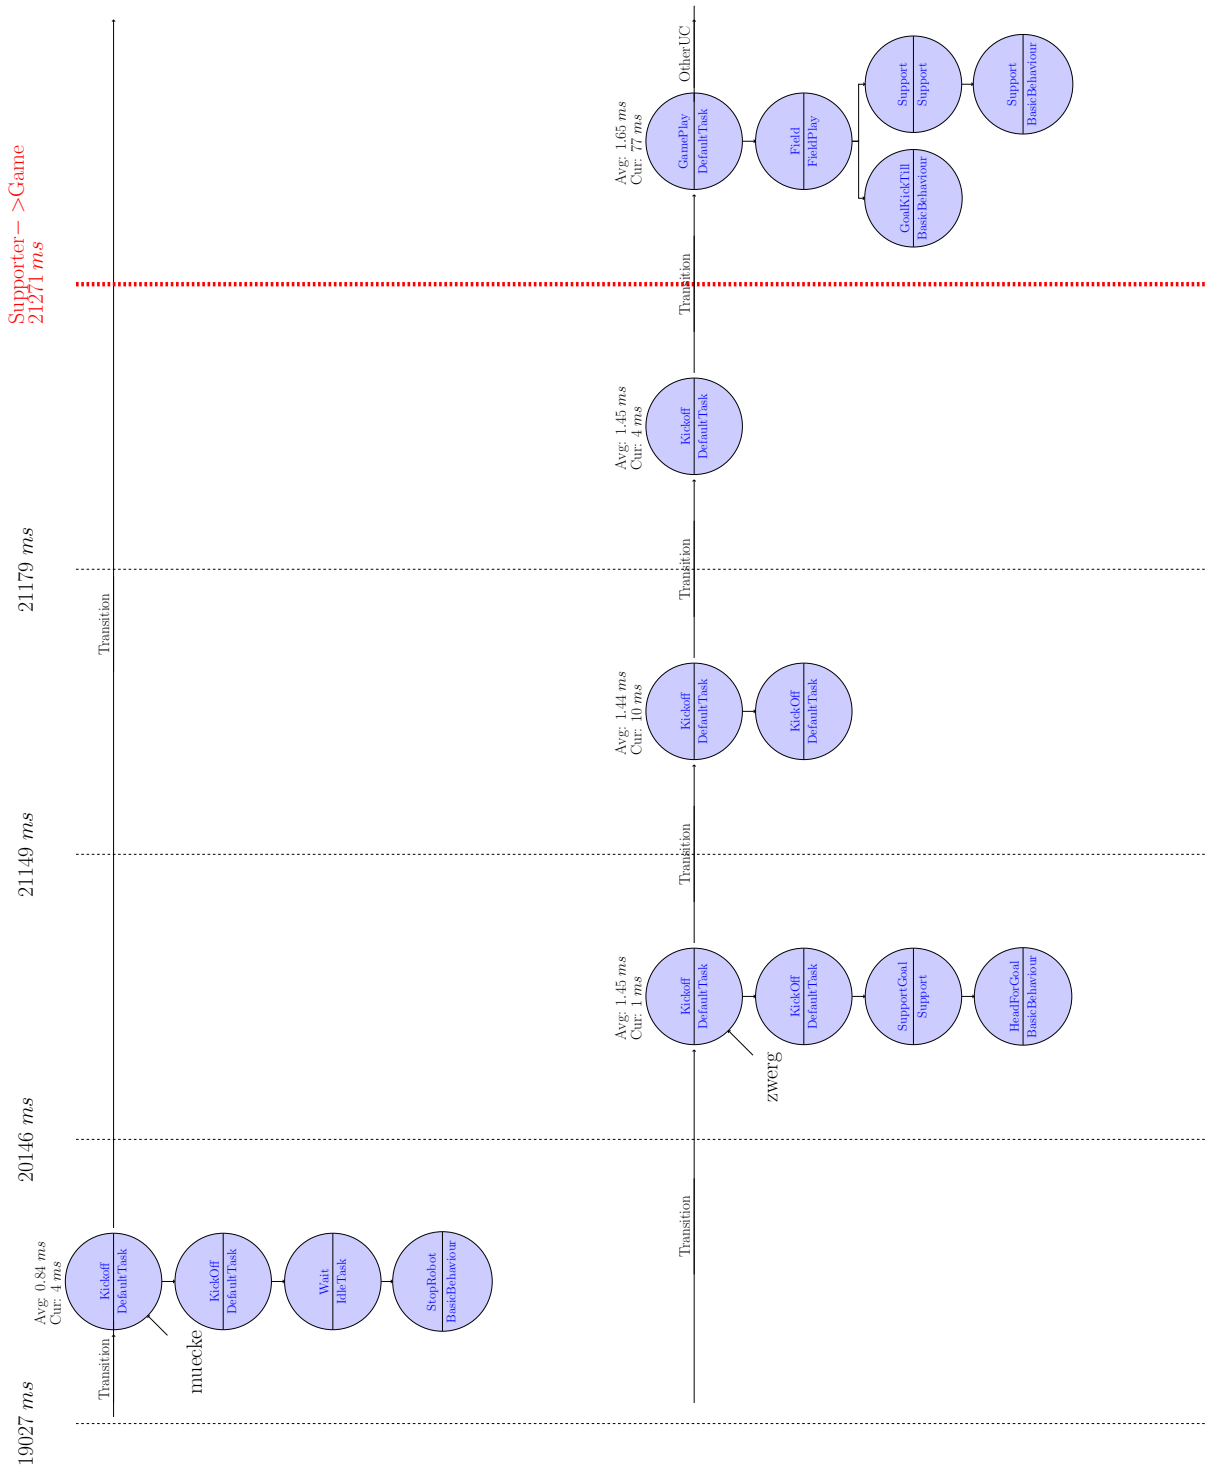 19027 ms
20146 ms
21149 ms
21179 ms
Supporter− >Game
21271 ms
Transition
Avg: 0.84 ms
Cur: 4 ms
Kickoff
DefaultTask
muecke
KickOff
DefaultTask
Wait
IdleTask
StopRobot
BasicBehaviour
Transition
Transition
Avg: 1.45 ms
Cur: 1 ms
Kickoff
DefaultTask
zwerg
KickOff
DefaultTask
SupportGoal
Support
HeadForGoal
BasicBehaviour
Transition
Avg: 1.44 ms
Cur: 10 ms
Kickoff
DefaultTask
KickOff
DefaultTask
Transition
Avg: 1.45 ms
Cur: 4 ms
Kickoff
DefaultTask
Transition
Avg: 1.65 ms
Cur: 77 ms
GamePlay
DefaultTask
OtherUC
Field
FieldPlay
GoalKickTill
BasicBehaviour
Support
Support
Support
BasicBehaviour